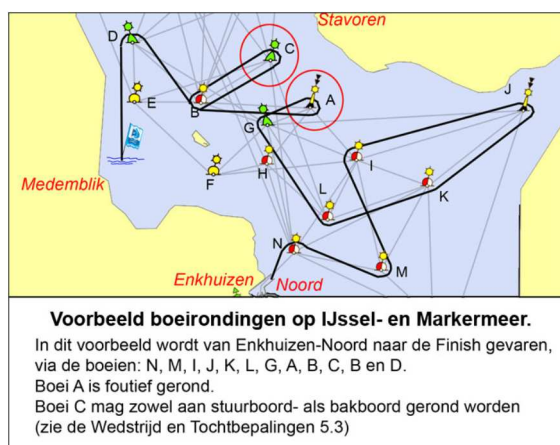 Stavoren
D
C
J
E
B
A
G
I
H
F
K
L
Medemblik
N
M
Enkhuizen
Noord
Voorbeeld boeirondingen op IJssel- en Markermeer.
In dit voorbeeld wordt van Enkhuizen-Noord naar de Finish gevaren,
via de boeien: N, M, I, J, K, L, G, A, B, C, B en D.
Boei A is foutief gerond.
Boei C mag zowel aan stuurboord- als bakboord gerond worden
(zie de Wedstrijd en Tochtbepalingen 5.3)